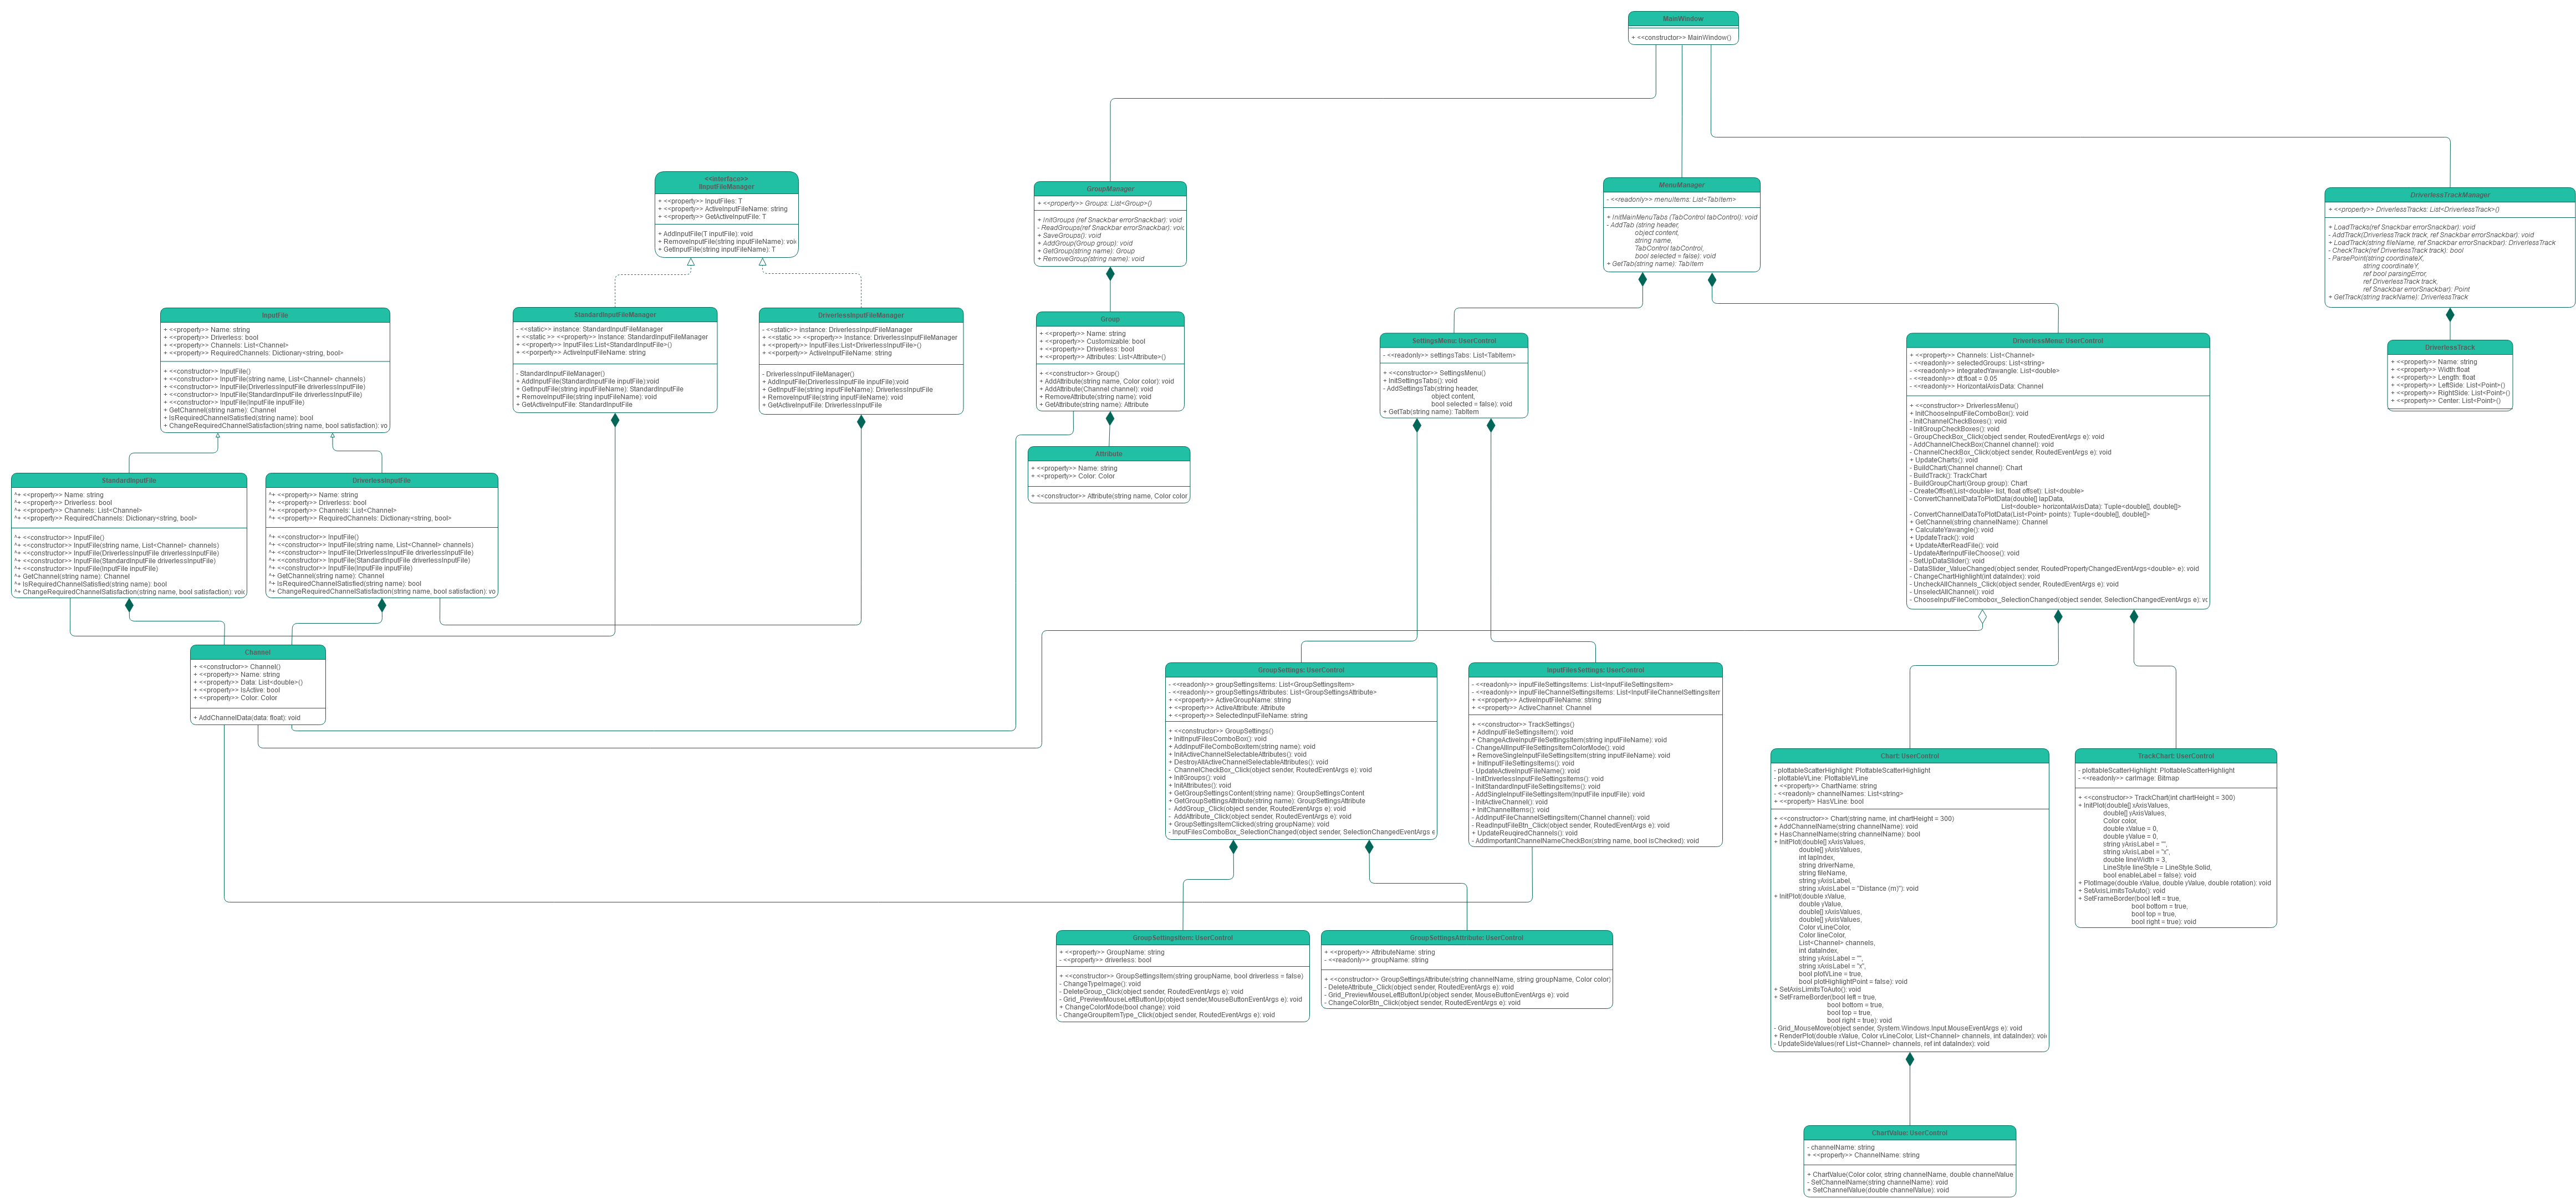 MainWindow
+ <<constructor>> MainWindow()
<<interface>>
IInputFileManager
+ <<property>> InputFiles: T
+ <<property>> ActiveInputFileName: string
+ <<property>> GetActiveInputFile: T
+ AddInputFile(T inputFile): void
+ RemoveInputFile(string inputFileName): voi
+ GetInputFile(string inputFileName): T
GroupManager
+ <<property>> Groups: List<Group>()
+ InitGroups (ref Snackbar errorSnackbar): void
- ReadGroups(ref Snackbar errorSnackbar): voi
+ SaveGroups(): void
+ AddGroup(Group group): void
+ GetGroup(string name): Group
+ RemoveGroup(string name): void
MenuManager
- <<readonly>> menuItems: List<TabItem>
+ InitMainMenuTabs (TabControl tabControl): void
- AddTab (string header,
object content,
string name,
TabControl tabControl,
bool selected = false): void
+ GetTab(string name): TabItem
DriverlessTrackManager
+ <<property>> DriverlessTracks: List<DriverlessTrack>()
+ LoadTracks(ref Snackbar errorSnackbar): void
- AddTrack(DriverlessTrack track, ref Snackbar errorSnackbar): void
+ LoadTrack(string fileName, ref Snackbar errorSnackbar): DriverlessTrack
- CheckTrack(ref DriverlessTrack track): bool
- ParsePoint(string coordinateX,
string coordinateY,
ref bool parsingError,
ref DriverlessTrack track,
ref Snackbar errorSnackbar): Point
+ GetTrack(string trackName): DriverlessTrack
InputFile
+ <<property>> Name: string
+ <<property>> Driverless: bool
+ <<property>> Channels: List<Channel>
+ <<property>> RequiredChannels: Dictionary<string, bool>
+ <<constructor>> InputFile()
+ <<constructor>> InputFile(string name, List<Channel> channels)
+ <<constructor>> InputFile(DriverlessInputFile driverlessInputFile)
+ <<constructor>> InputFile(StandardInputFile driverlessInputFile)
+ <<constructor>> InputFile(InputFile inputFile)
+ GetChannel(string name): Channel
+ IsRequiredChannelSatisfied(string name): bool
+ ChangeRequiredChannelSatisfaction(string name, bool satisfaction): vo
StandardInputFileManager
- <<static>> instance: StandardInputFileManager
+ <<static >> <<property>> Instance: StandardInputFileManager
+ <<property>> InputFiles:List<StandardInputFile>()
+ <<porperty>> ActiveInputFileName: string
- StandardInputFileManager()
+ AddInputFile(StandardInputFile inputFile):void
+ GetInputFile(string inputFileName): StandardInputFile
+ RemoveInputFile(string inputFileName): void
+ GetActiveInputFile: StandardInputFile
DriverlessInputFileManager
- <<static>> instance: DriverlessInputFileManager
+ <<static >> <<property>> Instance: DriverlessInputFileManager
+ <<property>> InputFiles:List<DriverlessInputFile>()
+ <<porperty>> ActiveInputFileName: string
- DriverlessInputFileManager()
+ AddInputFile(DriverlessInputFile inputFile):void
+ GetInputFile(string inputFileName): DriverlessInputFile
+ RemoveInputFile(string inputFileName): void
+ GetActiveInputFile: DriverlessInputFile
Group
+ <<property>> Name: string
+ <<property>> Customizable: bool
+ <<property>> Driverless: bool
+ <<property>> Attributes: List<Attribute>()
+ <<constructor>> Group()
+ AddAttribute(string name, Color color): void
+ AddAttribute(Channel channel): void
+ RemoveAttribute(string name): void
+ GetAttribute(string name): Attribute
SettingsMenu: UserControl
- <<readonly>> settingsTabs: List<TabItem>
+ <<constructor>> SettingsMenu()
+ InitSettingsTabs(): void
- AddSettingsTab(string header,
object content,
bool selected = false): void
+ GetTab(string name): TabItem
DriverlessMenu: UserControl
+ <<property>> Channels: List<Channel>
- <<readonly>> selectedGroups: List<string>
- <<readonly>> integratedYawangle: List<double>
- <<readonly>> dt:float = 0.05
- <<readonly>> HorizontalAxisData: Channel
+ <<constructor>> DriverlessMenu()
+ InitChooseInputFileComboBox(): void
- InitChannelCheckBoxes(): void
- InitGroupCheckBoxes(): void
- GroupCheckBox_Click(object sender, RoutedEventArgs e): void
- AddChannelCheckBox(Channel channel): void
- ChannelCheckBox_Click(object sender, RoutedEventArgs e): void
+ UpdateCharts(): void
- BuildChart(Channel channel): Chart
- BuildTrack(): TrackChart
- BuildGroupChart(Group group): Chart
- CreateOffset(List<double> list, float offset): List<double>
- ConvertChannelDataToPlotData(double[] lapData,
List<double> horizontalAxisData): Tuple<double[], double[]>
- ConvertChannelDataToPlotData(List<Point> points): Tuple<double[], double[]>
+ GetChannel(string channelName): Channel
+ CalculateYawangle(): void
+ UpdateTrack(): void
+ UpdateAfterReadFile(): void
- UpdateAfterInputFileChoose(): void
- SetUpDataSlider(): void
- DataSlider_ValueChanged(object sender, RoutedPropertyChangedEventArgs<double> e): void
- ChangeChartHighlight(int dataIndex): void
- UncheckAllChannels_Click(object sender, RoutedEventArgs e): void
- UnselectAllChannel(): void
- ChooseInputFileCombobox_SelectionChanged(object sender, SelectionChangedEventArgs e): vo
DriverlessTrack
+ <<property>> Name: string
+ <<property>> Width:float
+ <<property>> Length: float
+ <<property>> LeftSide: List<Point>()
+ <<property>> RightSide: List<Point>()
+ <<property>> Center: List<Point>()
Attribute
+ <<property>> Name: string
+ <<property>> Color: Color
+ <<constructor>> Attribute(string name, Color color
StandardInputFile
^+ <<property>> Name: string
^+ <<property>> Driverless: bool
^+ <<property>> Channels: List<Channel>
^+ <<property>> RequiredChannels: Dictionary<string, bool>
^+ <<constructor>> InputFile()
^+ <<constructor>> InputFile(string name, List<Channel> channels)
^+ <<constructor>> InputFile(DriverlessInputFile driverlessInputFile)
^+ <<constructor>> InputFile(StandardInputFile driverlessInputFile)
^+ <<constructor>> InputFile(InputFile inputFile)
^+ GetChannel(string name): Channel
^+ IsRequiredChannelSatisfied(string name): bool
^+ ChangeRequiredChannelSatisfaction(string name, bool satisfaction): voi
DriverlessInputFile
^+ <<property>> Name: string
^+ <<property>> Driverless: bool
^+ <<property>> Channels: List<Channel>
^+ <<property>> RequiredChannels: Dictionary<string, bool>
^+ <<constructor>> InputFile()
^+ <<constructor>> InputFile(string name, List<Channel> channels)
^+ <<constructor>> InputFile(DriverlessInputFile driverlessInputFile)
^+ <<constructor>> InputFile(StandardInputFile driverlessInputFile)
^+ <<constructor>> InputFile(InputFile inputFile)
^+ GetChannel(string name): Channel
^+ IsRequiredChannelSatisfied(string name): bool
^+ ChangeRequiredChannelSatisfaction(string name, bool satisfaction): vo
Channel
+ <<constructor>> Channel()
+ <<property>> Name: string
+ <<property>> Data: List<double>()
+ <<property>> IsActive: bool
+ <<property>> Color: Color
+ AddChannelData(data: float): void
GroupSettings: UserControl
- <<readonly>> groupSettingsItems: List<GroupSettingsItem>
- <<readonly>> groupSettingsAttributes: List<GroupSettingsAttribute>
+ <<property>> ActiveGroupName: string
+ <<property>> ActiveAttribute: Attribute
+ <<property>> SelectedInputFileName: string
+ <<constructor>> GroupSettings()
+ InitInputFilesComboBox(): void
+ AddInputFileComboBoxItem(string name): void
+ InitActiveChannelSelectableAttributes(): void
+ DestroyAllActiveChannelSelectableAttributes(): void
- ChannelCheckBox_Click(object sender, RoutedEventArgs e): void
+ InitGroups(): void
+ InitAttributes(): void
+ GetGroupSettingsContent(string name): GroupSettingsContent
+ GetGroupSettingsAttribute(string name): GroupSettingsAttribute
- AddGroup_Click(object sender, RoutedEventArgs e): void
- AddAttribute_Click(object sender, RoutedEventArgs e): void
+ GroupSettingsItemClicked(string groupName): void
- InputFilesComboBox_SelectionChanged(object sender, SelectionChangedEventArgs e
InputFilesSettings: UserControl
- <<readonly>> inputFileSettingsItems: List<InputFileSettingsItem>
- <<readonly>> inputFileChannelSettingsItems: List<InputFileChannelSettingsItem
+ <<property>> ActiveInputFileName: string
+ <<property>> ActiveChannel: Channel
+ <<constructor>> TrackSettings()
+ AddInputFileSettingsItem(): void
+ ChangeActiveInputFileSettingsItem(string inputFileName): void
- ChangeAllInputFileSettingsItemColorMode(): void
+ RemoveSingleInputFileSettingsItem(string inputFileName): void
+ InitInputFileSettingsItems(): void
- UpdateActiveInputFileName(): void
- InitDriverlessInputFileSettingsItems(): void
- InitStandardInputFileSettingsItems(): void
- AddSingleInputFileSettingsItem(InputFile inputFile): void
- InitActiveChannel(): void
+ InitChannelItems(): void
- AddInputFileChannelSettingsItem(Channel channel): void
- ReadInputFileBtn_Click(object sender, RoutedEventArgs e): void
+ UpdateReuqiredChannels(): void
- AddImportantChannelNameCheckBox(string name, bool isChecked): void
Chart: UserControl
- plottableScatterHighlight: PlottableScatterHighlight
- plottableVLine: PlottableVLine
+ <<property>> ChartName: string
- <<readonly> channelNames: List<string>
+ <<property> HasVLine: bool
+ <<constructor>> Chart(string name, int chartHeight = 300)
+ AddChannelName(string channelName): void
+ HasChannelName(string channelName): bool
+ InitPlot(double[] xAxisValues,
double[] yAxisValues,
int lapIndex,
string driverName,
string fileName,
string yAxisLabel,
string xAxisLabel = "Distance (m)"): void
+ InitPlot(double xValue,
double yValue,
double[] xAxisValues,
double[] yAxisValues,
Color vLineColor,
Color lineColor,
List<Channel> channels,
int dataIndex,
string yAxisLabel = "",
string xAxisLabel = "x",
bool plotVLine = true,
bool plotHighlightPoint = false): void
+ SetAxisLimitsToAuto(): void
+ SetFrameBorder(bool left = true,
bool bottom = true,
bool top = true,
bool right = true): void
- Grid_MouseMove(object sender, System.Windows.Input.MouseEventArgs e): void
+ RenderPlot(double xValue, Color vLineColor, List<Channel> channels, int dataIndex): voi
- UpdateSideValues(ref List<Channel> channels, ref int dataIndex): void
TrackChart: UserControl
- plottableScatterHighlight: PlottableScatterHighlight
- <<readonly>> carImage: Bitmap
+ <<constructor>> TrackChart(int chartHeight = 300)
+ InitPlot(double[] xAxisValues,
double[] yAxisValues,
Color color,
double xValue = 0,
double yValue = 0,
string yAxisLabel = "",
string xAxisLabel = "x",
double lineWidth = 3,
LineStyle lineStyle = LineStyle.Solid,
bool enableLabel = false): void
+ PlotImage(double xValue, double yValue, double rotation): void
+ SetAxisLimitsToAuto(): void
+ SetFrameBorder(bool left = true,
bool bottom = true,
bool top = true,
bool right = true): void
GroupSettingsItem: UserControl
+ <<property>> GroupName: string
- <<property>> driverless: bool
+ <<constructor>> GroupSettingsItem(string groupName, bool driverless = false)
- ChangeTypeImage(): void
- DeleteGroup_Click(object sender, RoutedEventArgs e): void
- Grid_PreviewMouseLeftButtonUp(object sender,MouseButtonEventArgs e): void
+ ChangeColorMode(bool change): void
- ChangeGroupItemType_Click(object sender, RoutedEventArgs e): void
GroupSettingsAttribute: UserControl
+ <<property>> AttributeName: string
- <<readonly>> groupName: string
+ <<constructor>> GroupSettingsAttribute(string channelName, string groupName, Color color)
- DeleteAttribute_Click(object sender, RoutedEventArgs e): void
- Grid_PreviewMouseLeftButtonUp(object sender, MouseButtonEventArgs e): void
- ChangeColorBtn_Click(object sender, RoutedEventArgs e): void
ChartValue: UserControl
- channelName: string
+ <<property>> ChannelName: string
+ ChartValue(Color color, string channelName, double channelValue
- SetChannelName(string channelName): void
+ SetChannelValue(double channelValue): void